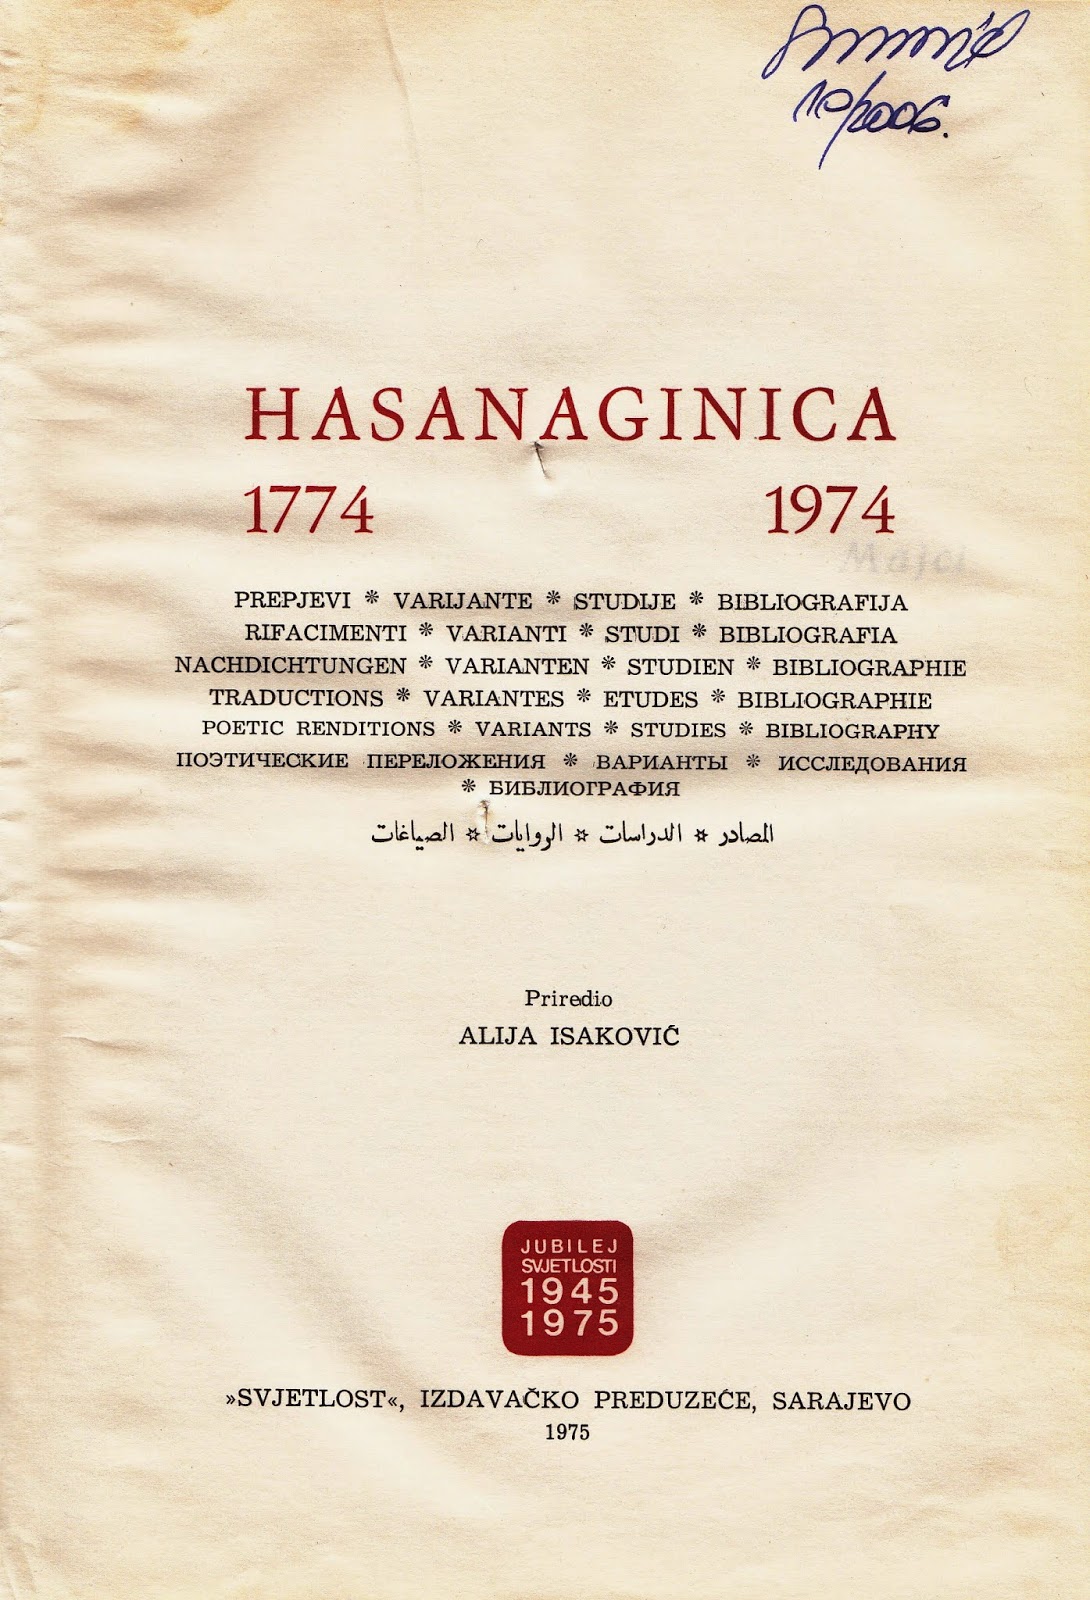 10/2006.
HASANAGINICA
1774 1974
PREPJEVI * VARIJANTE * STUDIJE * BIBLIOGRAFIJA
RIFACIMENTI * VARIANTI * STUDI * BIBLIOGRAFIA
NACHDICHTUNGEN * VARIANTEN * STUDIEN * BIBLIOGRAPHIE
TRADUCTIONS * VARIANTES * ETUDES * BIBLIOGRAPHIE
POETIC RENDITIONS * VARIANTS * STUDIES * BIBLIOGRAPHY
ПОЭТИЧЕСКИЕ ПЕРЕЛОЖЕНИЯ * ВАРИАНТЫ * ИССЛЕДОВАНИЯ
* БИБЛИОГРАФИЯ
المصادر * الدراسات * الروايات * الصياغات
Priredio
ALIJA ISAKOVIĆ
JUBILEJ
SVJETLOSTI
1945
1975
»SVJETLOST«, IZDAVAČKO PREDUZEĆE, SARAJEVO
1975